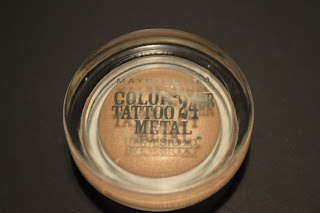 MAYBELLINE
COLOR
TATTOO 24HR
METAL